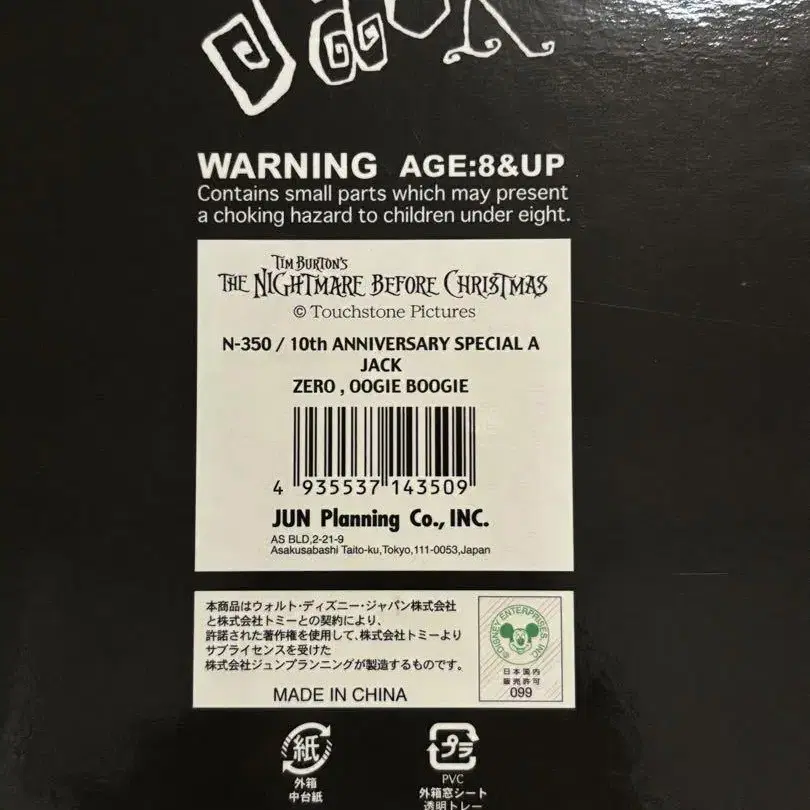 Jack
WARNING AGE:8&UP
Contains small parts which may present
a choking hazard to children under eight.
TIM BURTON'S
THE NIGHTMARE BEFORE CHRISTMAS
© Touchstone Pictures
N-350 / 10th ANNIVERSARY SPECIAL A
JACK
ZERO , OOGIE BOOGIE
4 935537 143509
JUN Planning Co., INC.
AS BLD,2-21-9
Asakusabashi Taito-ku,Tokyo,111-0053,Japan
本商品はウォルト・ディズニー・ジャパン株式会社
と株式会社トミーとの契約により、
許諾された著作権を使用して、株式会社トミーより
サブライセンスを受けた
株式会社ジュンプランニングが製造するものです。
MADE IN CHINA
©DISNEY ENTERPRISES, INC
日本国内
販売許可
099
紙
外箱
中台紙
プラ
PVC
外箱窓シート
透明トレー